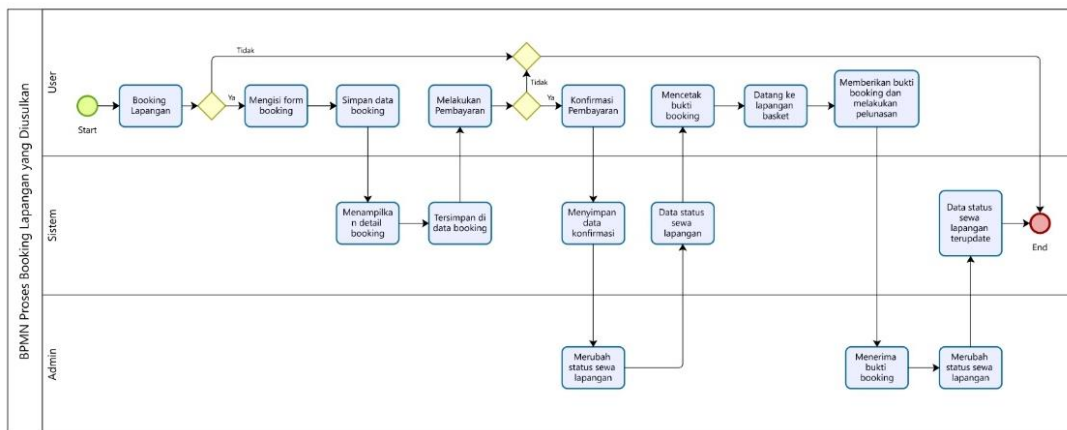 BPMN Proses Booking Lapangan yang Diusulkan
User
Start
Booking
Lapangan
Tidak
Ya
Mengisi form
booking
Simpan data
booking
Melakukan
Pembayaran
Tidak
Ya
Konfirmasi
Pembayaran
Mencetak
bukti
booking
Datang ke
lapangan
basket
Memberikan bukti
booking dan
melakukan
pelunasan
Sistem
Menampilka
n detail
booking
Tersimpan di
data booking
Menyimpan
data
konfirmasi
Data status
sewa
lapangan
Data status
sewa
lapangan
terupdate
End
Admin
Merubah
status sewa
lapangan
Menerima
bukti
booking
Merubah
status sewa
lapangan